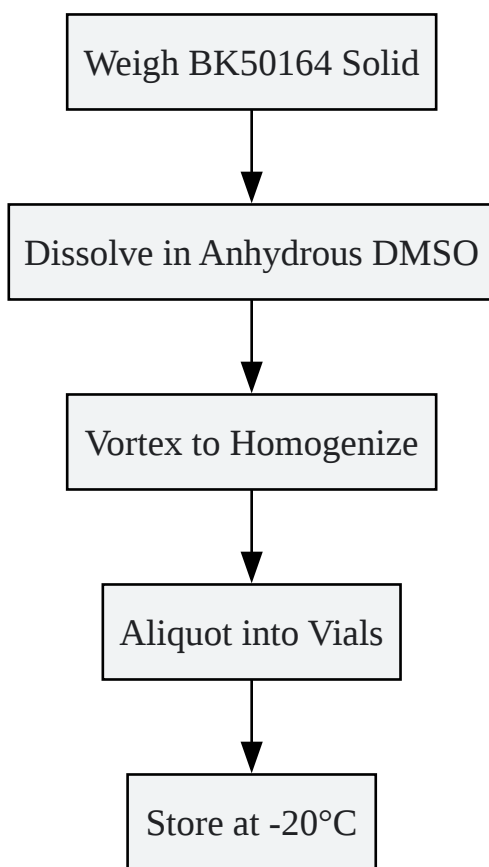 Weigh BK50164 Solid
Dissolve in Anhydrous DMSO
Vortex to Homogenize
Aliquot into Vials
Store at -20°C